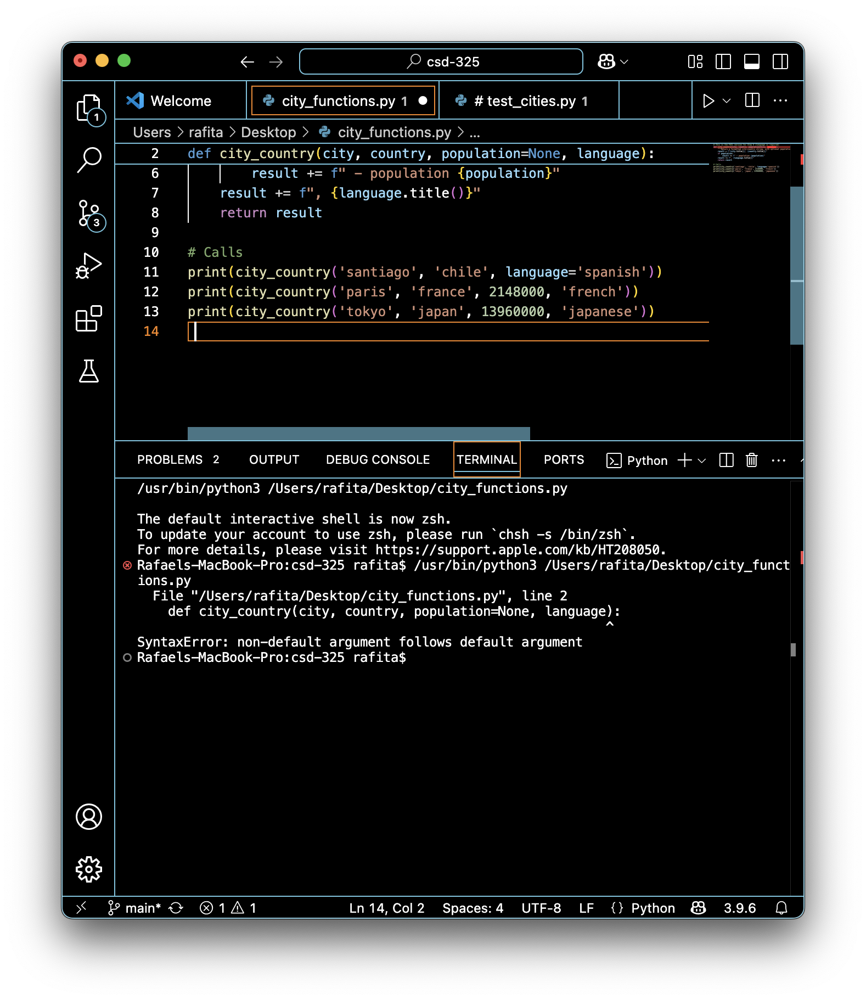 csd-325
Welcome
city_functions.py 1
# test_cities.py 1
1
Users > rafita > Desktop > city_functions.py > ...
2 def city_country(city, country, population=None, language):
6 result += f" - population {population}"
7 result += f", {language.title()}"
8 return result
9
10 # Calls
11 print(city_country('santiago', 'chile', language='spanish'))
12 print(city_country('paris', 'france', 2148000, 'french'))
13 print(city_country('tokyo', 'japan', 13960000, 'japanese'))
14
3
PROBLEMS 2 OUTPUT DEBUG CONSOLE TERMINAL PORTS Python
/usr/bin/python3 /Users/rafita/Desktop/city_functions.py
The default interactive shell is now zsh.
To update your account to use zsh, please run `chsh -s /bin/zsh`.
For more details, please visit https://support.apple.com/kb/HT208050.
Rafaels-MacBook-Pro:csd-325 rafita$ /usr/bin/python3 /Users/rafita/Desktop/city_funct
ions.py
File "/Users/rafita/Desktop/city_functions.py", line 2
def city_country(city, country, population=None, language):
^
SyntaxError: non-default argument follows default argument
Rafaels-MacBook-Pro:csd-325 rafita$
main* 1 1 Ln 14, Col 2 Spaces: 4 UTF-8 LF {} Python 3.9.6